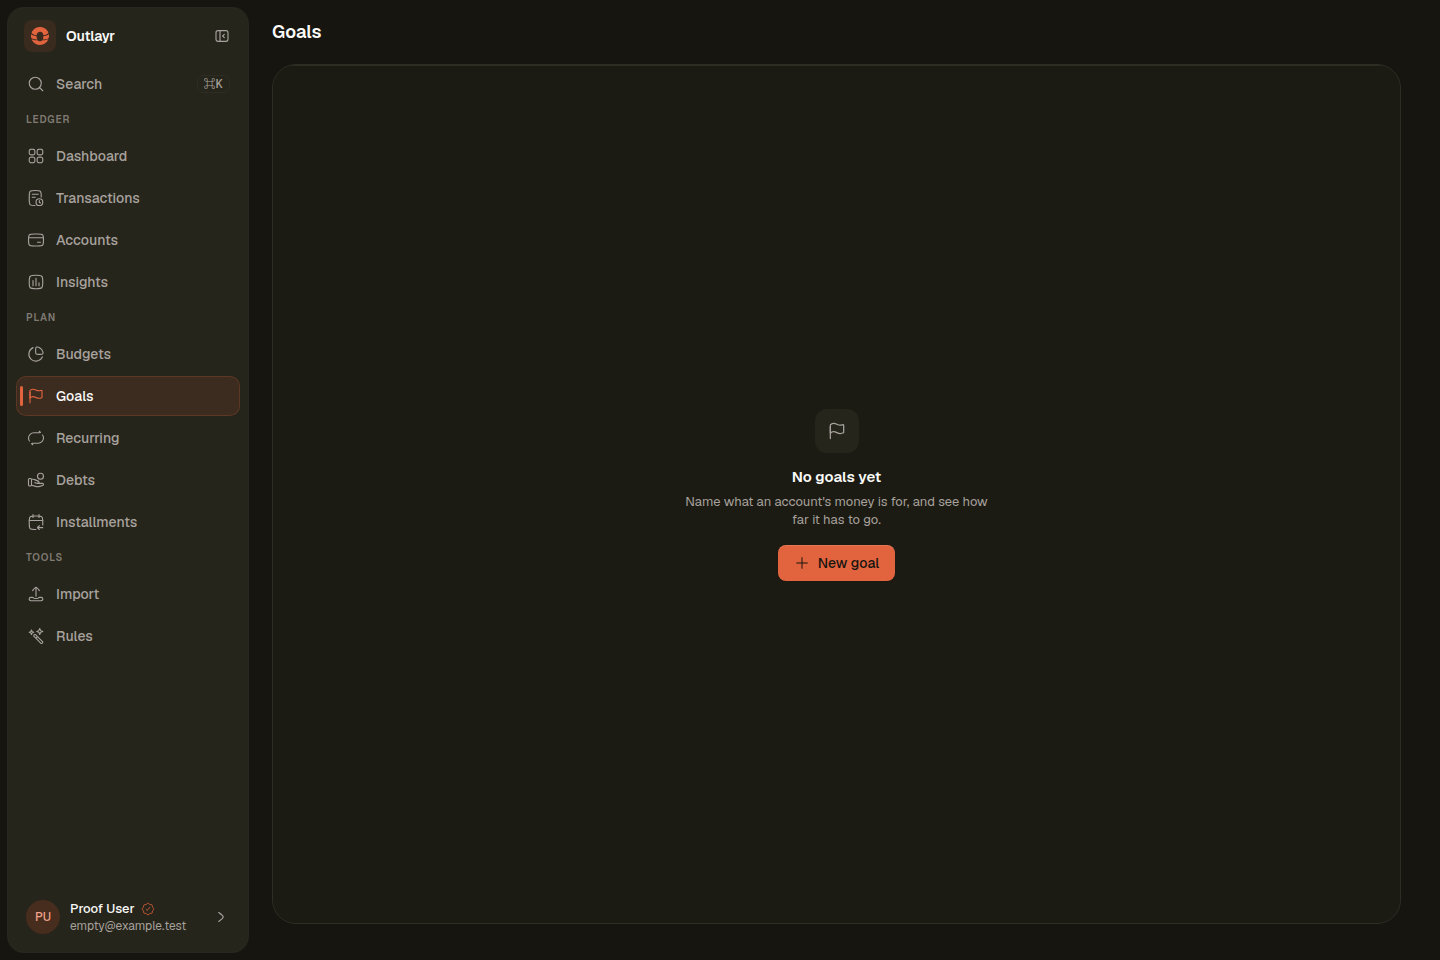 Outlayr
Search ⌘K
LEDGER
Dashboard
Transactions
Accounts
Insights
PLAN
Budgets
Goals
Recurring
Debts
Installments
TOOLS
Import
Rules
PU
Proof User
empty@example.test
Goals
No goals yet
Name what an account's money is for, and see how
far it has to go.
New goal